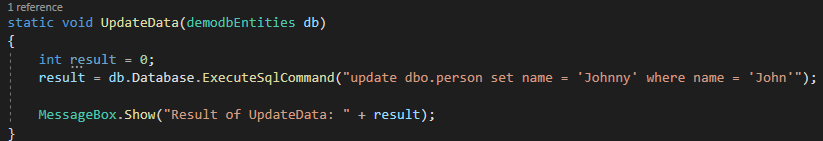 1 reference
static void UpdateData(demodbEntities db)
{
int result = 0;
result = db.Database.ExecuteSqlCommand("update dbo.person set name = 'Johnny' where name = 'John'");
MessageBox.Show("Result of UpdateData: " + result);
}